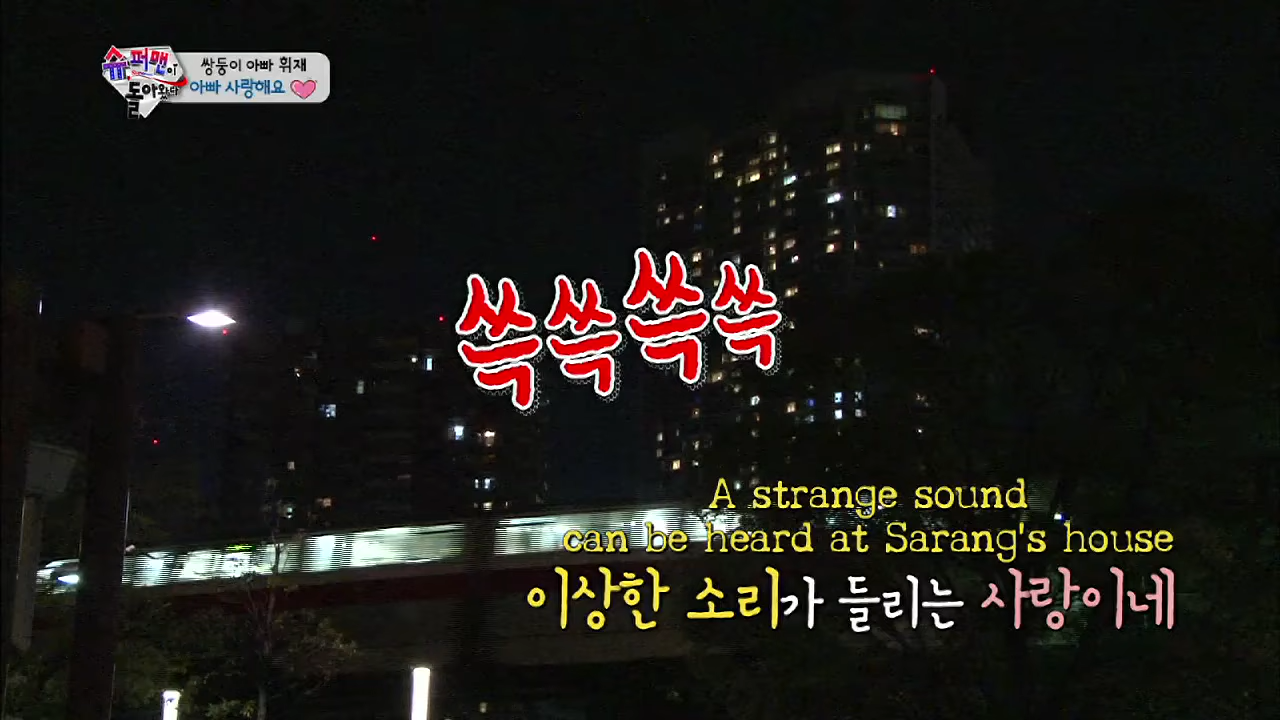 슈퍼맨이
돌아왔다
쌍둥이 아빠 휘재
아빠 사랑해요
쓱쓱쓱쓱
A strange sound
can be heard at Sarang's house
이상한 소리가 들리는 사랑이네